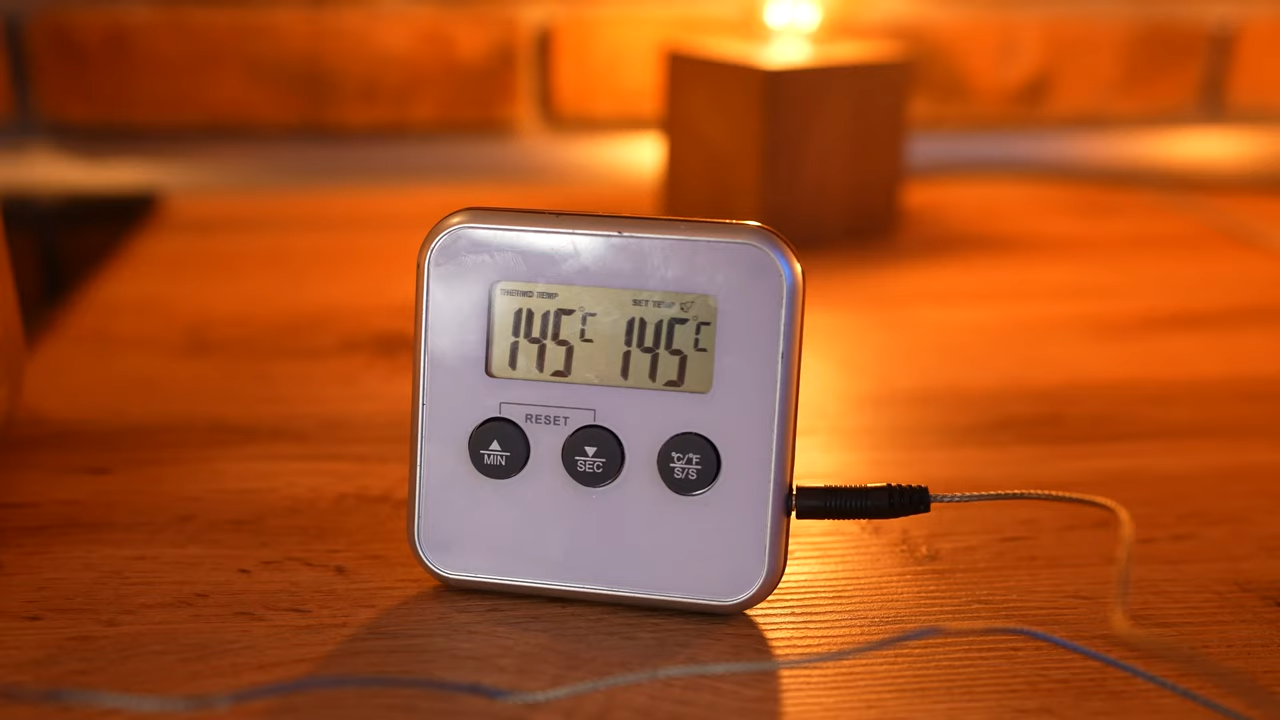 THERMO TEMP SET TEMP
145°C 145°C
RESET
MIN SEC °C/°F
S/S